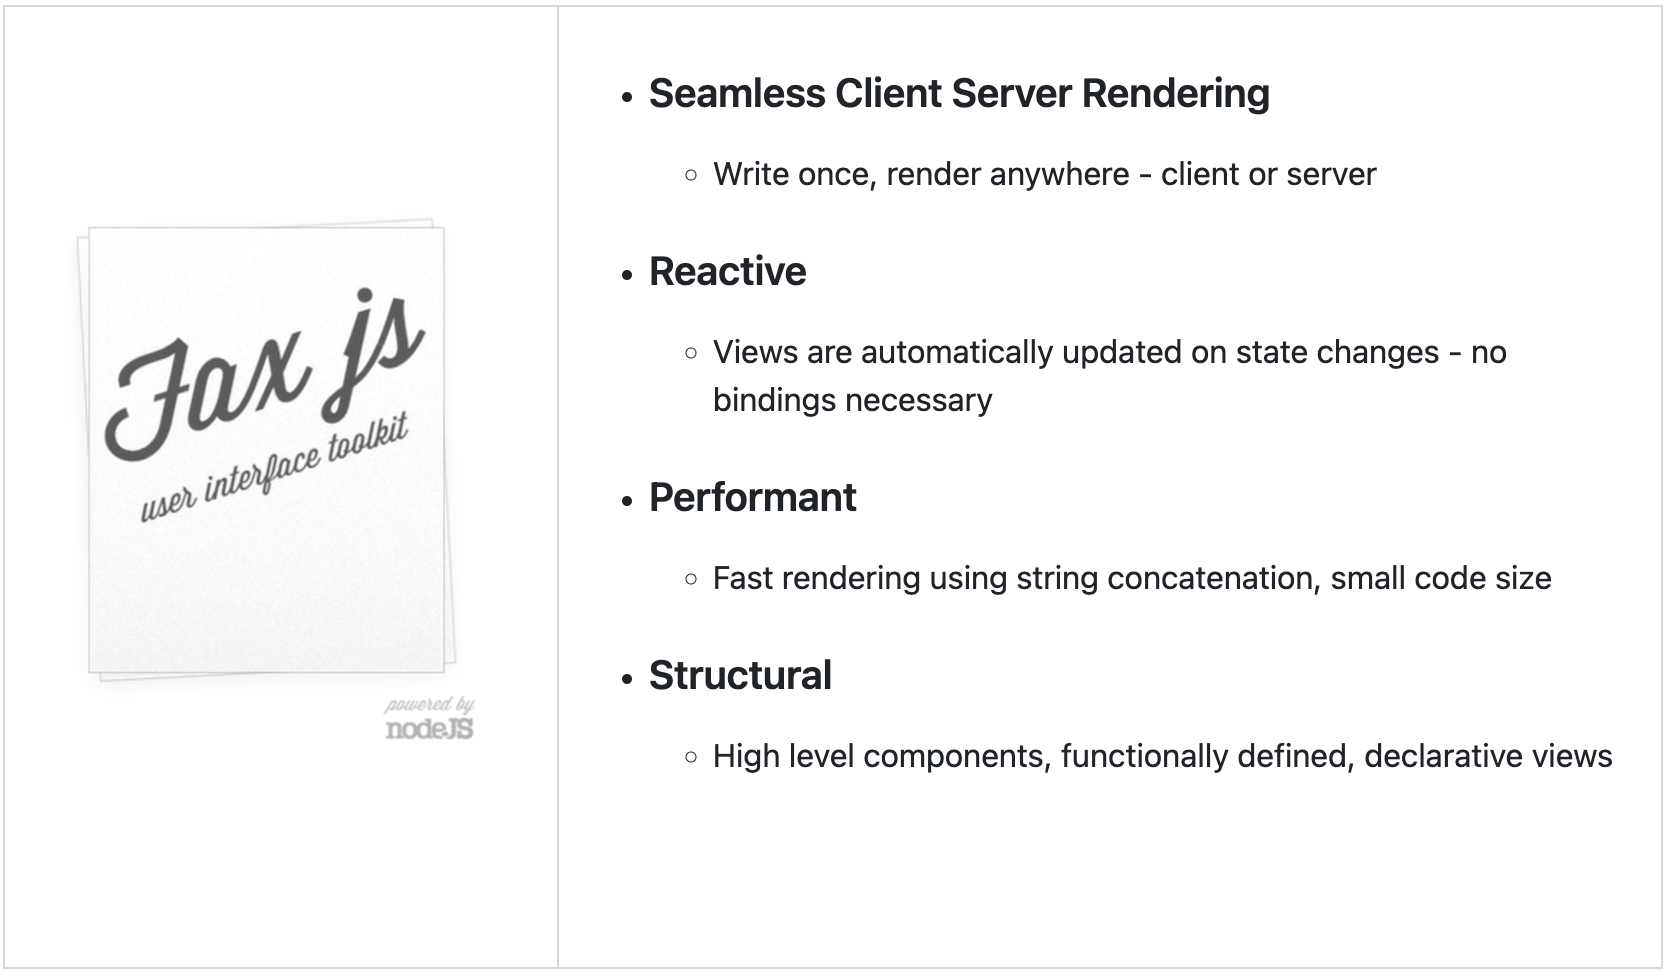 Fax js
user interface toolkit
powered by
nodeJS
• Seamless Client Server Rendering
◦ Write once, render anywhere - client or server
• Reactive
◦ Views are automatically updated on state changes - no
bindings necessary
• Performant
◦ Fast rendering using string concatenation, small code size
• Structural
◦ High level components, functionally defined, declarative views